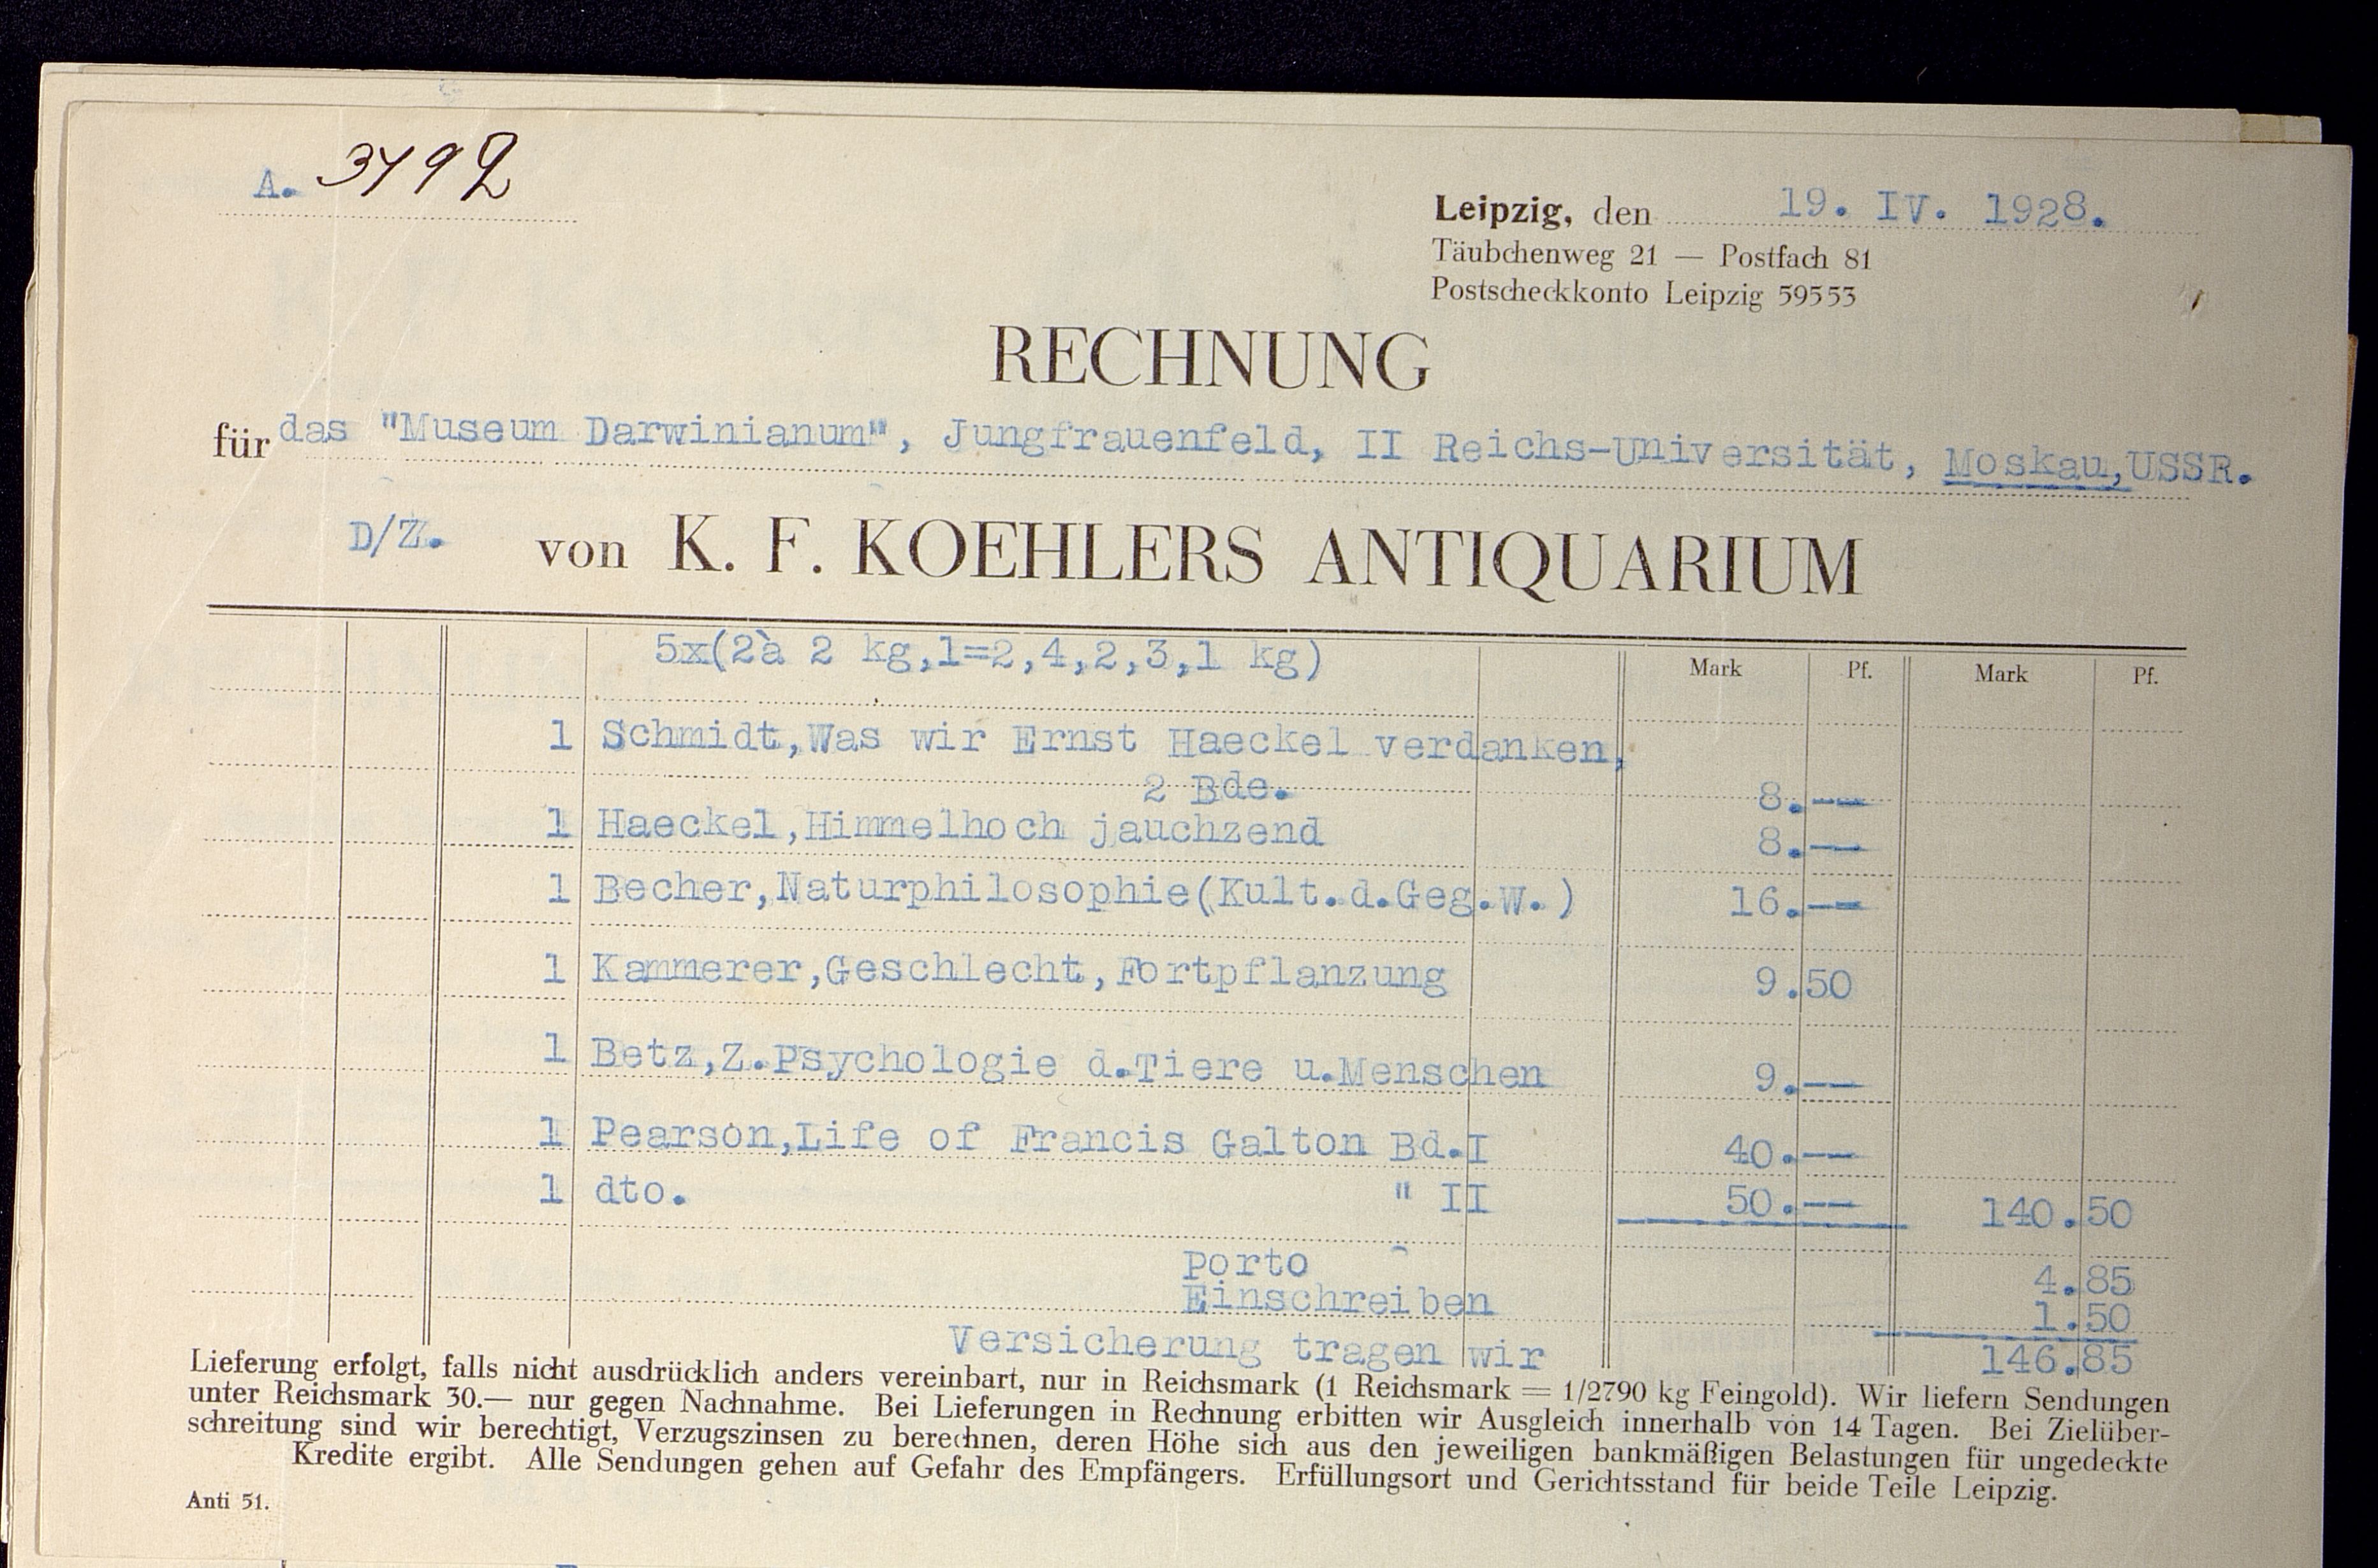 A. 3492
Leipzig, den 19. IV. 1928.
Täubchenweg 21 — Postfach 81
Postscheckkonto Leipzig 59553
RECHNUNG
für das "Museum Darwinianum", Jungfrauenfeld, II Reichs-Universität, Moskau, USSR.
D/Z. von K. F. KOEHLERS ANTIQUARIUM
5x(2à 2 kg,1=2,4,2,3,1 kg)
Mark Pf. Mark Pf.
1 Schmidt,Was wir Ernst Haeckel verdanken,
2 Bde. 8.—
1 Haeckel,Himmelhoch jauchzend 8.—
1 Becher,Naturphilosophie(Kult.d.Geg.W.) 16.—
1 Kammerer,Geschlecht,Fortpflanzung 9.50
1 Betz,Z.Psychologie d.Tiere u.Menschen 9.—
1 Pearson,Life of Francis Galton Bd.I 40.—
1 dto. " II 50.— 140.50
Porto 4.85
Einschreiben 1.50
Versicherung tragen wir 146.85
Lieferung erfolgt, falls nicht ausdrücklich anders vereinbart, nur in Reichsmark (1 Reichsmark = 1/2790 kg Feingold). Wir liefern Sendungen
unter Reichsmark 30.— nur gegen Nachnahme. Bei Lieferungen in Rechnung erbitten wir Ausgleich innerhalb von 14 Tagen. Bei Zielüber-
schreitung sind wir berechtigt, Verzugszinsen zu berechnen, deren Höhe sich aus den jeweiligen bankmäßigen Belastungen für ungedeckte
Kredite ergibt. Alle Sendungen gehen auf Gefahr des Empfängers. Erfüllungsort und Gerichtsstand für beide Teile Leipzig.
Anti 51.